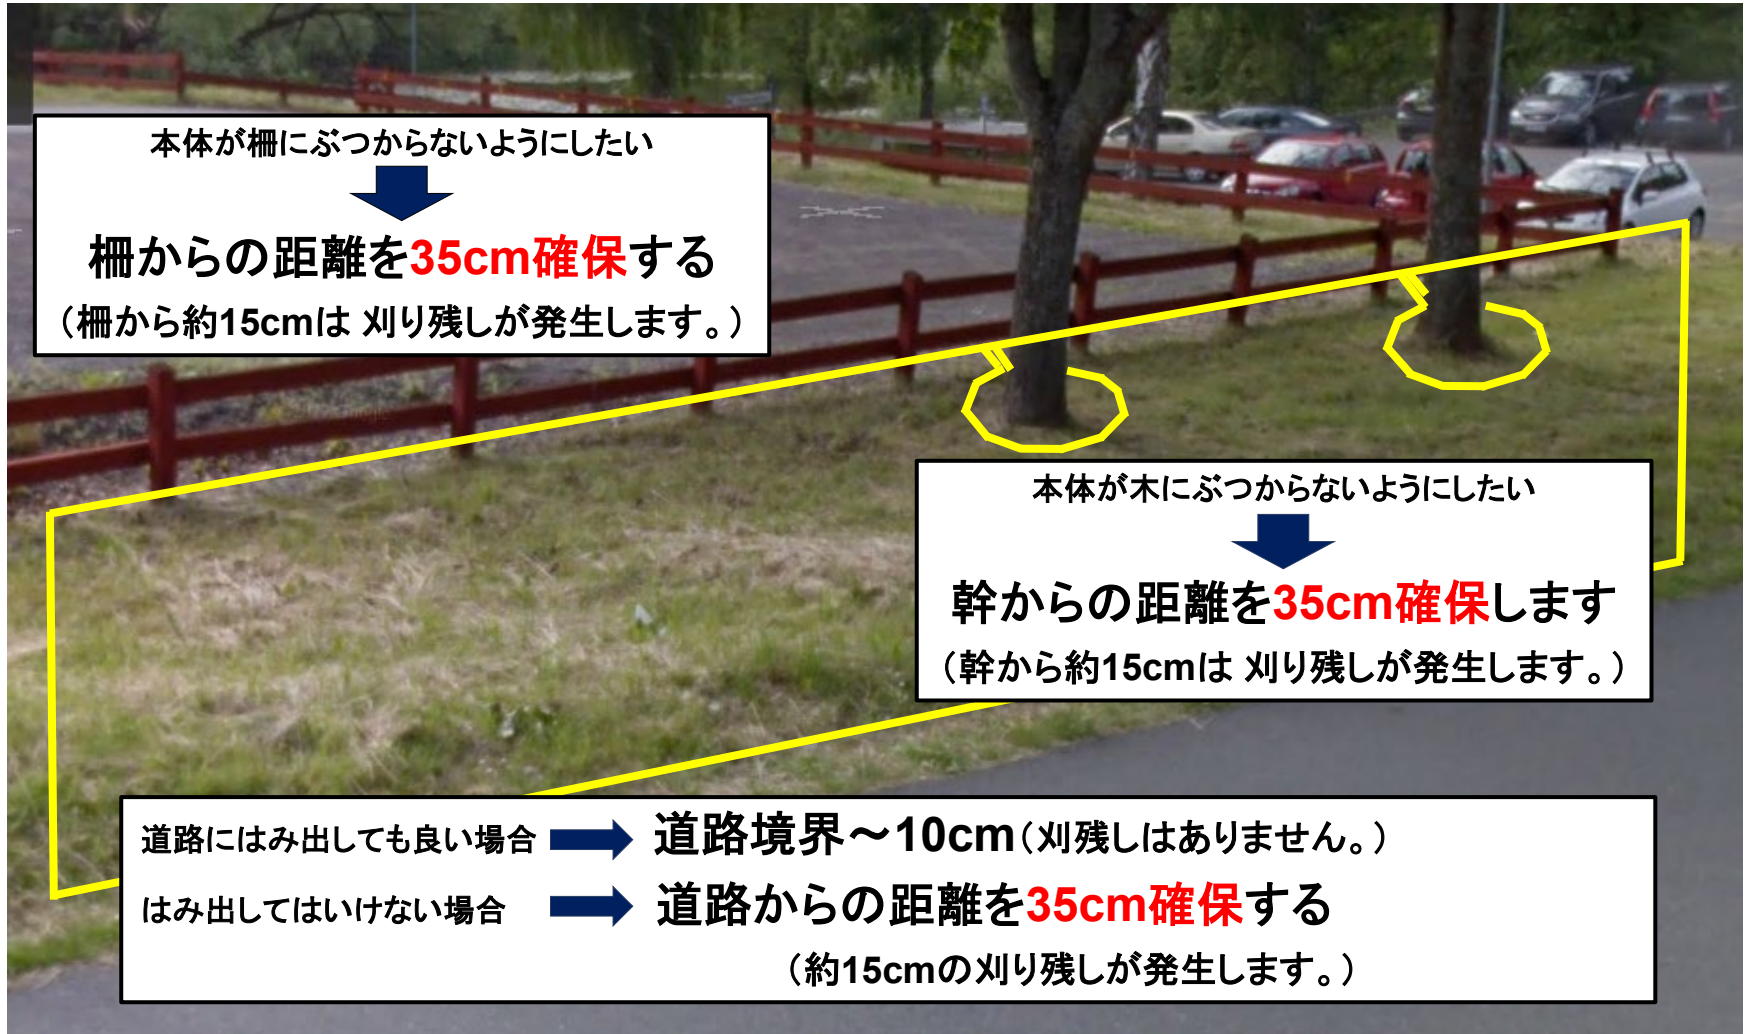 本体が柵にぶつからないようにしたい
柵からの距離を35cm確保する
（柵から約15cmは 刈り残しが発生します。）
本体が木にぶつからないようにしたい
幹からの距離を35cm確保します
（幹から約15cmは 刈り残しが発生します。）
道路にはみ出しても良い場合 道路境界～10cm（刈残しはありません。）
はみ出してはいけない場合 道路からの距離を35cm確保する
（約15cmの刈り残しが発生します。）